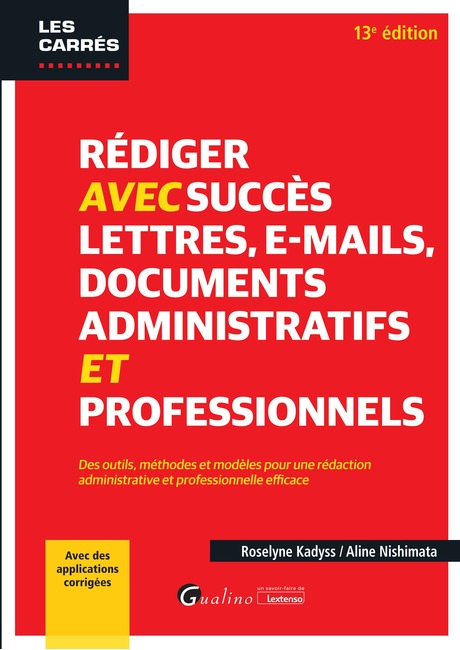 LES
CARRÉS
13e édition
RÉDIGER
AVEC SUCCÈS
LETTRES, E-MAILS,
DOCUMENTS
ADMINISTRATIFS
ET
PROFESSIONNELS
Des outils, méthodes et modèles pour une rédaction
administrative et professionnelle efficace
Roselyne Kadyss / Aline Nishimata
Avec des
applications
corrigées
Gualino
un savoir-faire de
Lextenso